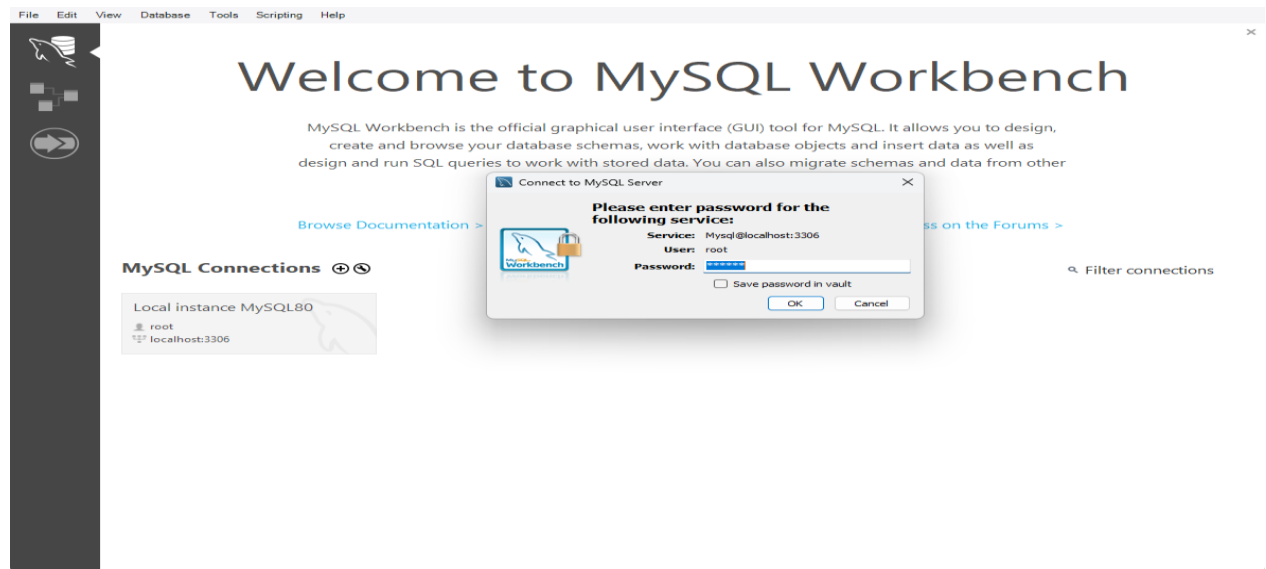 File Edit View Database Tools Scripting Help
Welcome to MySQL Workbench
MySQL Workbench is the official graphical user interface (GUI) tool for MySQL. It allows you to design,
create and browse your database schemas, work with database objects and insert data as well as
design and run SQL queries to work with stored data. You can also migrate schemas and data from other
Connect to MySQL Server
Please enter password for the
following service:
Service: Mysql@localhost:3306
User: root
Password: ******
Save password in vault
OK Cancel
MySQL
Workbench
Browse Documentation >
ss on the Forums >
MySQL Connections
Filter connections
Local instance MySQL80
root
localhost:3306